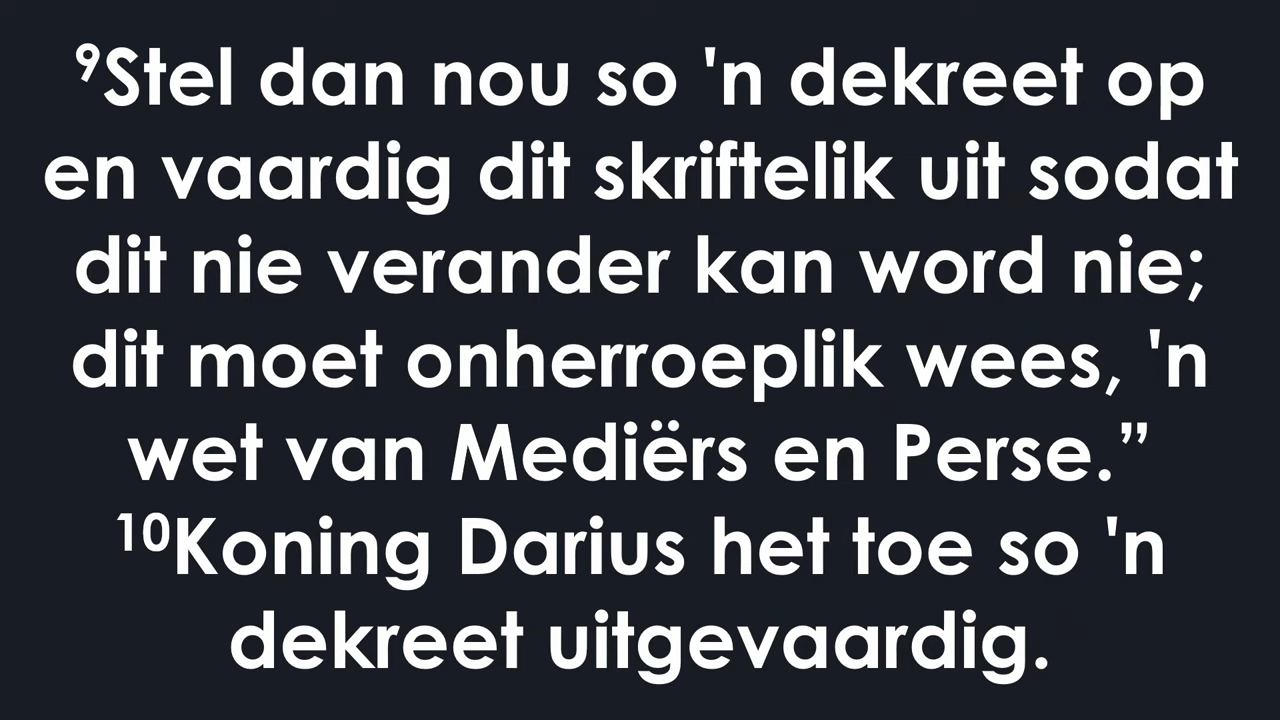 ⁹Stel dan nou so 'n dekreet op
en vaardig dit skriftelik uit sodat
dit nie verander kan word nie;
dit moet onherroeplik wees, 'n
wet van Mediërs en Perse.”
¹⁰Koning Darius het toe so 'n
dekreet uitgevaardig.